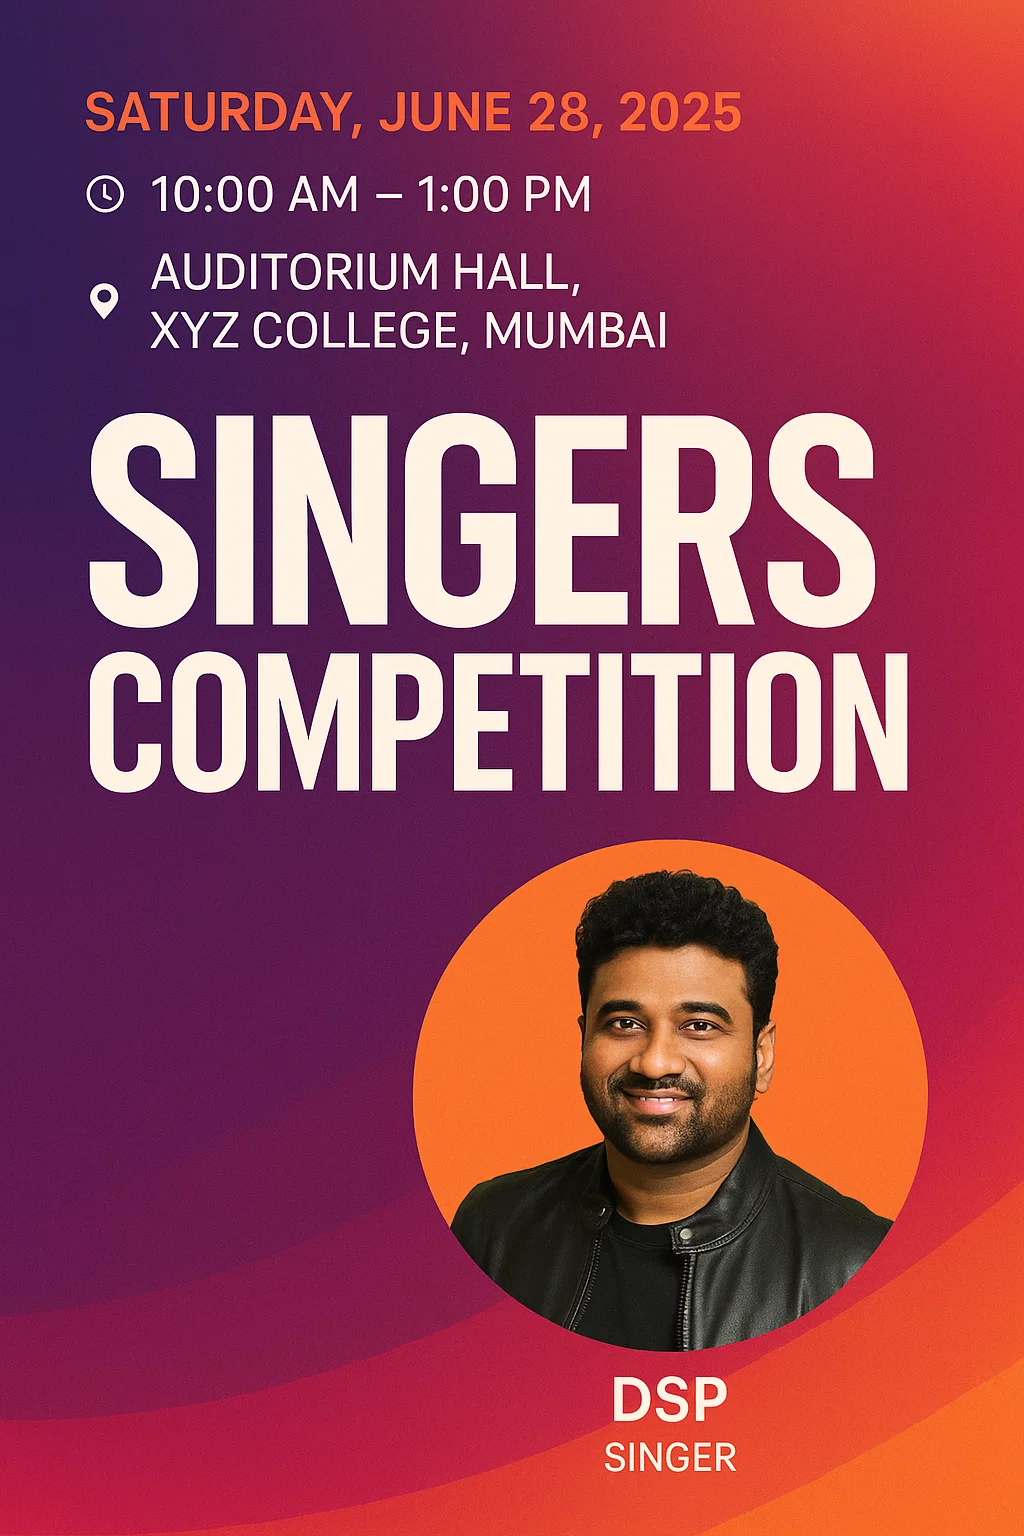 SATURDAY, JUNE 28, 2025
10:00 AM – 1:00 PM
AUDITORIUM HALL,
XYZ COLLEGE, MUMBAI
SINGERS
COMPETITION
DSP
SINGER